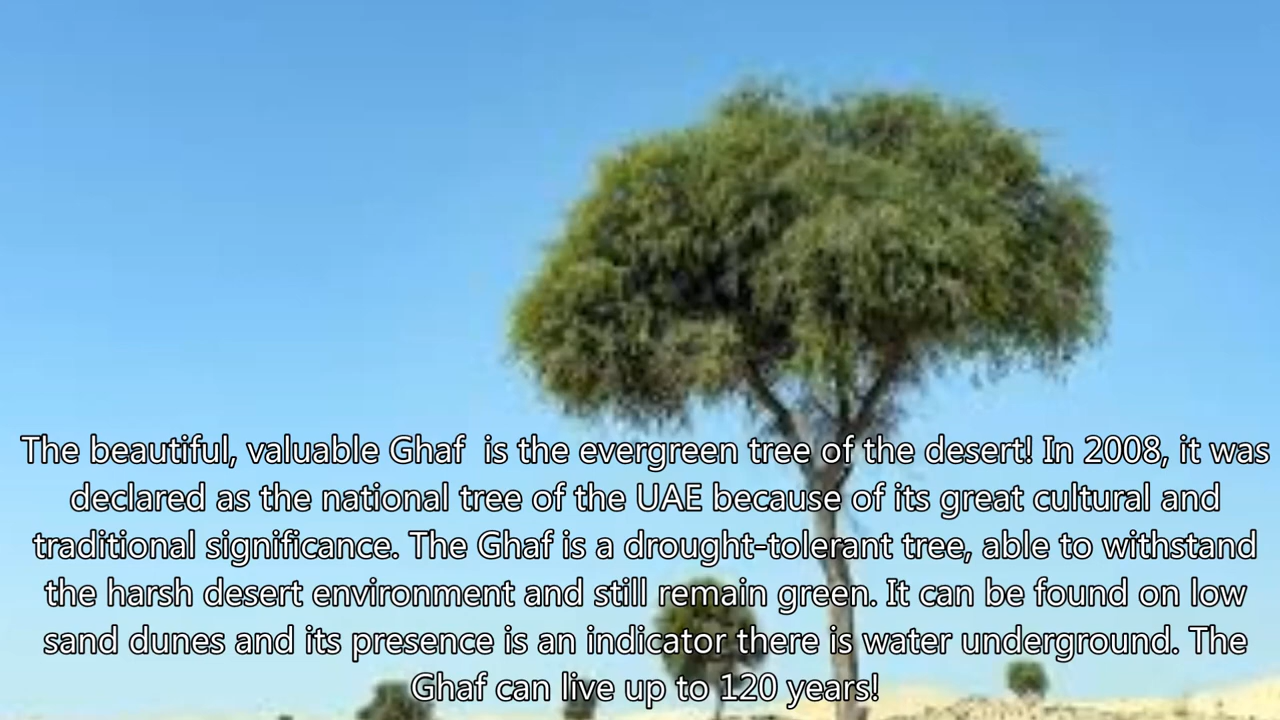 The beautiful, valuable Ghaf  is the evergreen tree of the desert! In 2008, it was
declared as the national tree of the UAE because of its great cultural and
traditional significance. The Ghaf is a drought-tolerant tree, able to withstand
the harsh desert environment and still remain green. It can be found on low
sand dunes and its presence is an indicator there is water underground. The
Ghaf can live up to 120 years!